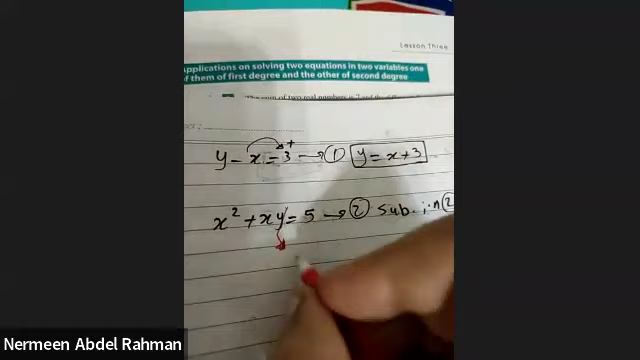 Lesson Three
Applications on solving two equations in two variables one
of them of first degree and the other of second degree
y - x = 3 → ① y = x + 3
+
x² + xy = 5 → ② Sub. in ②
Nermeen Abdel Rahman